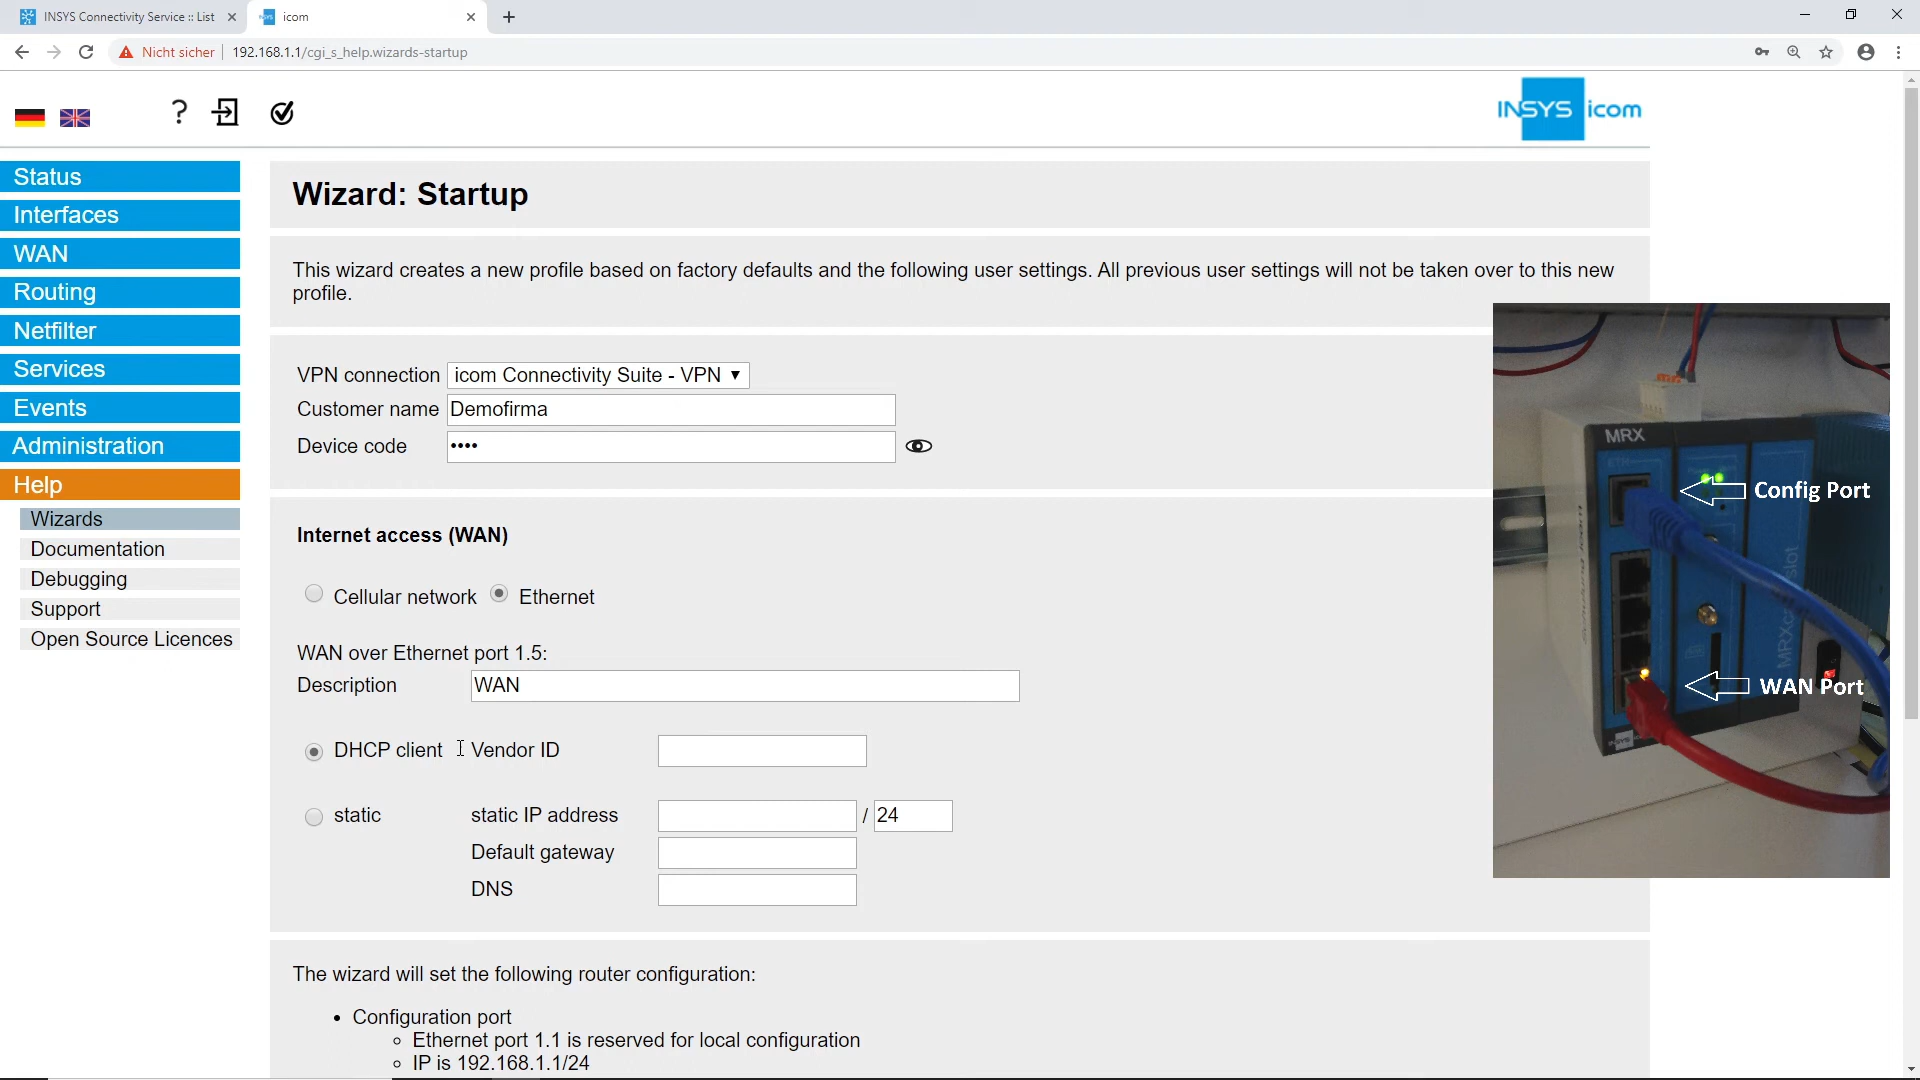 INSYS Connectivity Service :: List
icom
Nicht sicher
192.168.1.1/cgi_s_help.wizards-startup
?
INSYS icom
Status
Interfaces
WAN
Routing
Netfilter
Services
Events
Administration
Help
Wizards
Documentation
Debugging
Support
Open Source Licences
Wizard: Startup
This wizard creates a new profile based on factory defaults and the following user settings. All previous user settings will not be taken over to this new
profile.
VPN connection icom Connectivity Suite - VPN
Customer name Demofirma
Device code ••••
Internet access (WAN)
Cellular network Ethernet
WAN over Ethernet port 1.5:
Description WAN
DHCP client Vendor ID
static static IP address / 24
Default gateway
DNS
The wizard will set the following router configuration:
• Configuration port
Ethernet port 1.1 is reserved for local configuration
IP is 192.168.1.1/24
MRX
ETH
Config Port
WAN Port